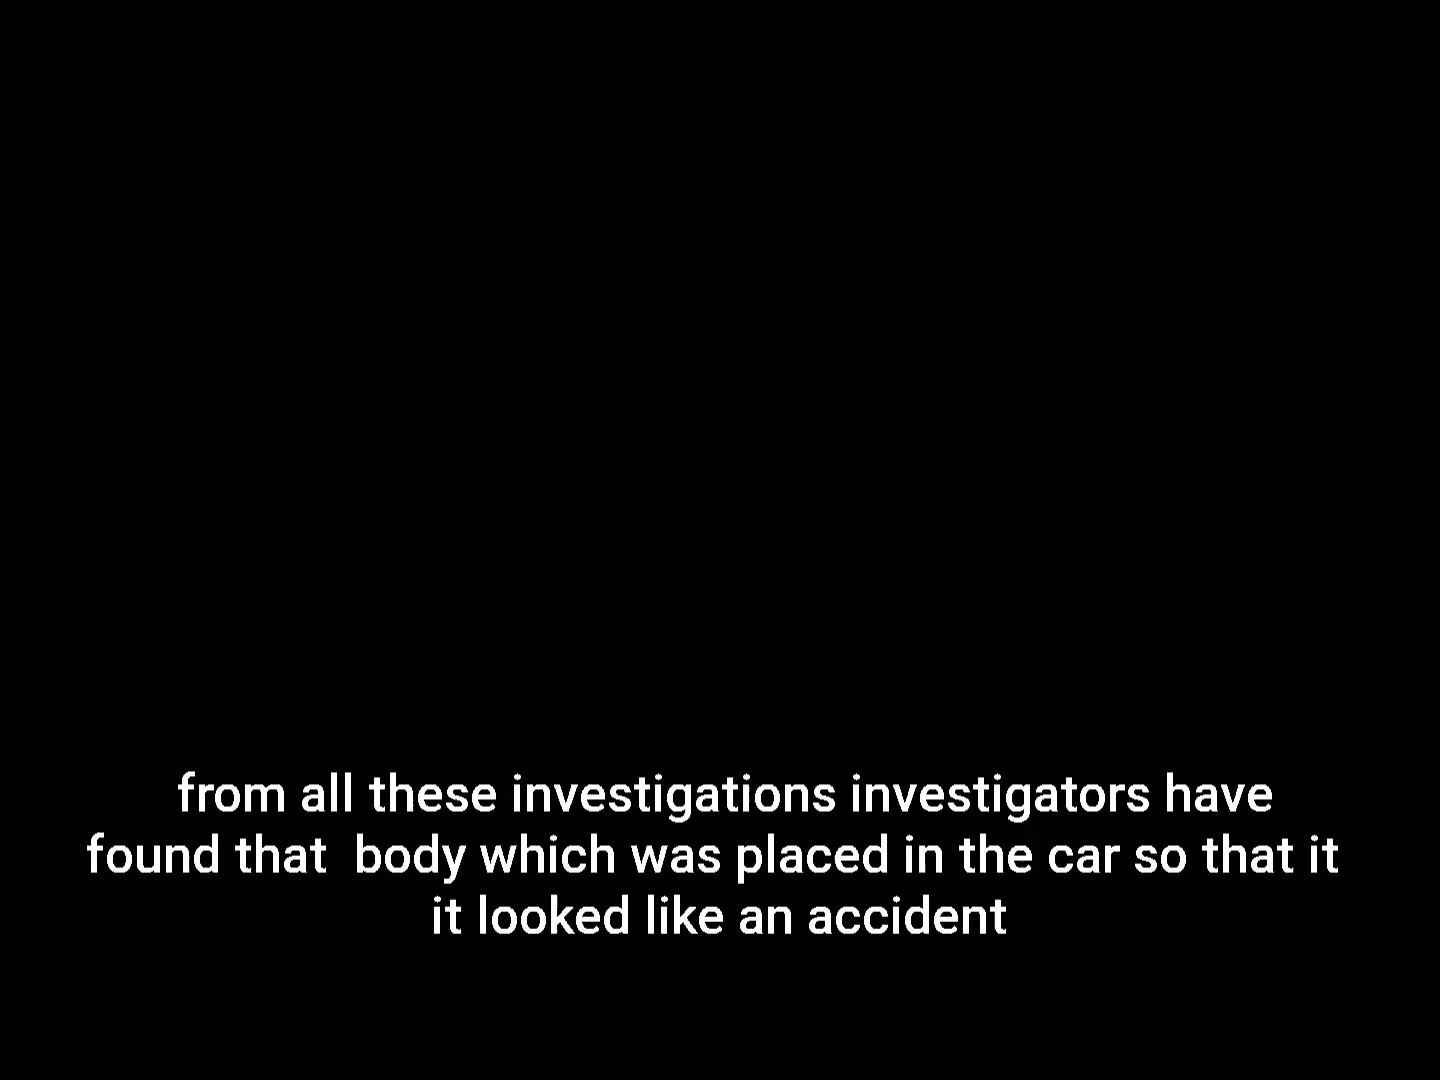 from all these investigations investigators have
found that  body which was placed in the car so that it
it looked like an accident